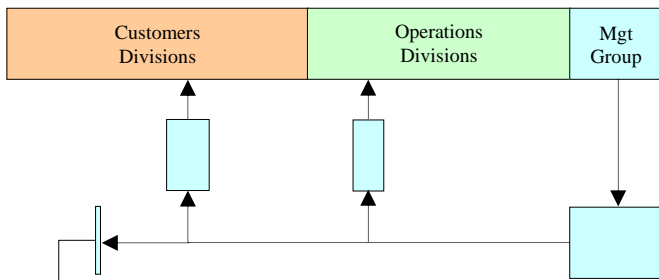 Customers
Divisions
Operations
Divisions
Mgt
Group